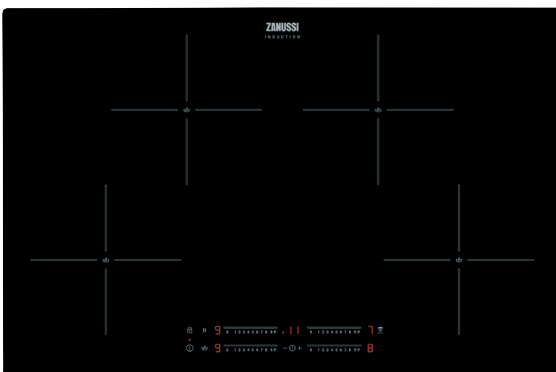 ZANUSSI
INDUCTION
9 0 1 2 3 4 5 6 7 8 9 P . 11 0 1 2 3 4 5 6 7 8 9 P 7
9 0 1 2 3 4 5 6 7 8 9 P - + 0 1 2 3 4 5 6 7 8 9 P 8